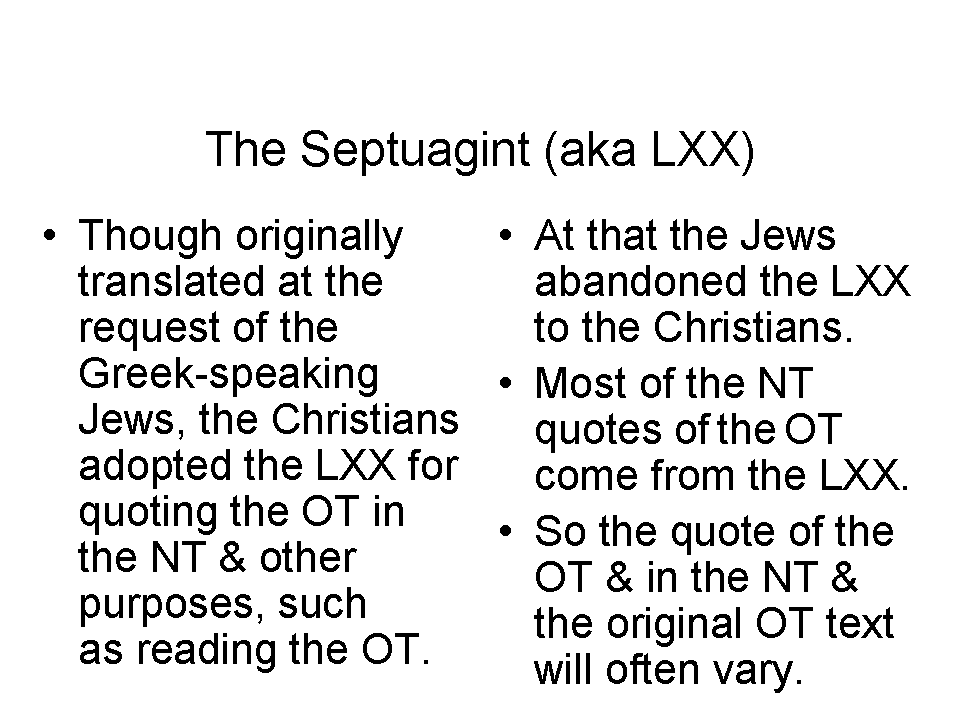 The Septuagint (aka LXX)
• Though originally
translated at the
request of the
Greek-speaking
Jews, the Christians
adopted the LXX for
quoting the OT in
the NT & other
purposes, such
as reading the OT.
• At that the Jews
abandoned the LXX
to the Christians.
• Most of the NT
quotes of the OT
come from the LXX.
• So the quote of the
OT & in the NT &
the original OT text
will often vary.